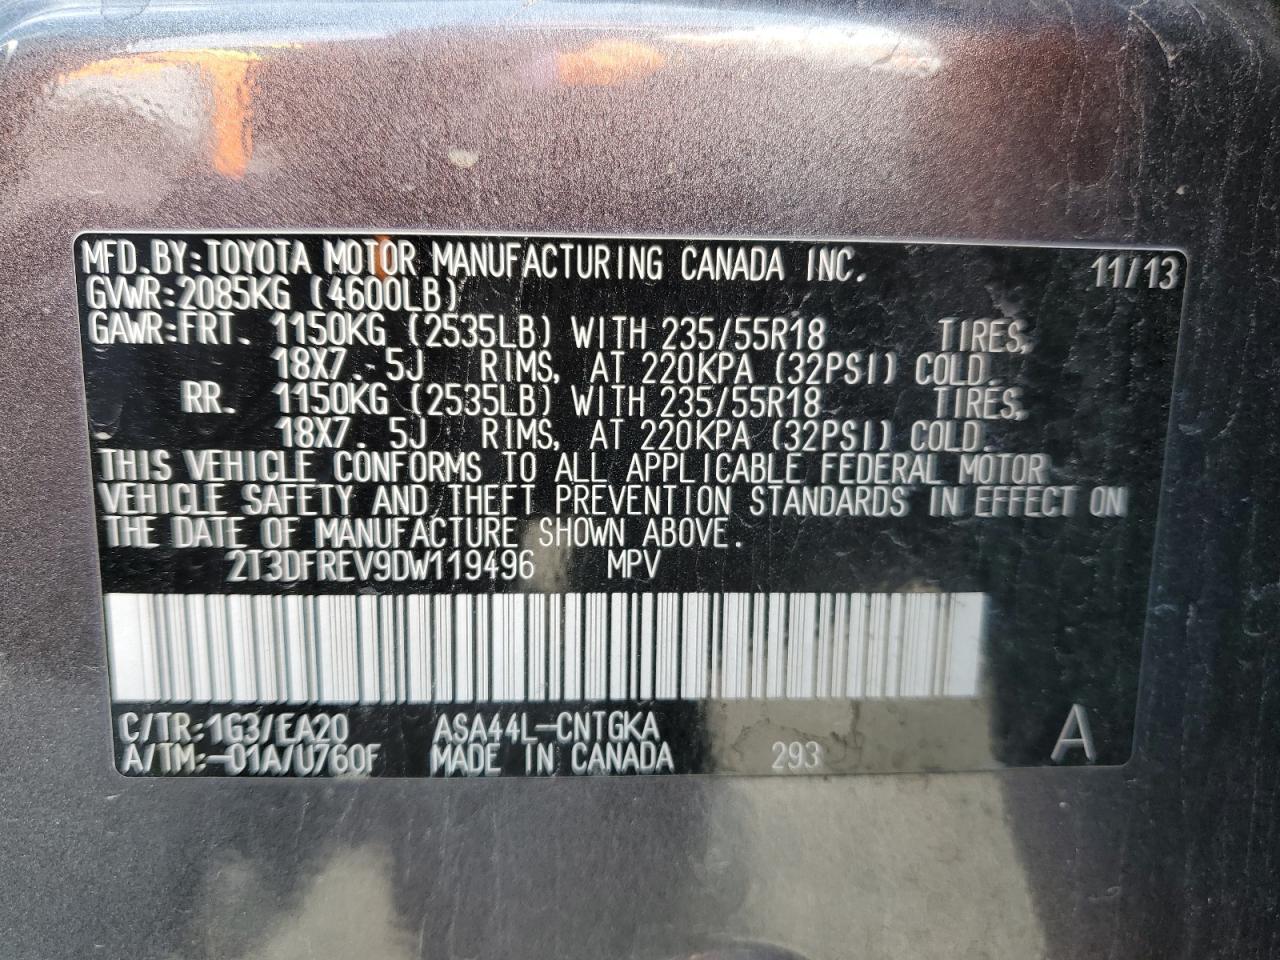 MFD.BY:TOYOTA MOTOR MANUFACTURING CANADA INC. 11/13
GVWR:2085KG (4600LB)
GAWR:FRT. 1150KG (2535LB) WITH 235/55R18 TIRES,
18X7. 5J RIMS, AT 220KPA (32PSI) COLD.
RR. 1150KG (2535LB) WITH 235/55R18 TIRES,
18X7. 5J RIMS, AT 220KPA (32PSI) COLD.
THIS VEHICLE CONFORMS TO ALL APPLICABLE FEDERAL MOTOR
VEHICLE SAFETY AND THEFT PREVENTION STANDARDS IN EFFECT ON
THE DATE OF MANUFACTURE SHOWN ABOVE.
2T3DFREV9DW119496 MPV
C/TR:1G3/EA20 ASA44L-CNTGKA
A/TM:-01A/U760F MADE IN CANADA 293 A